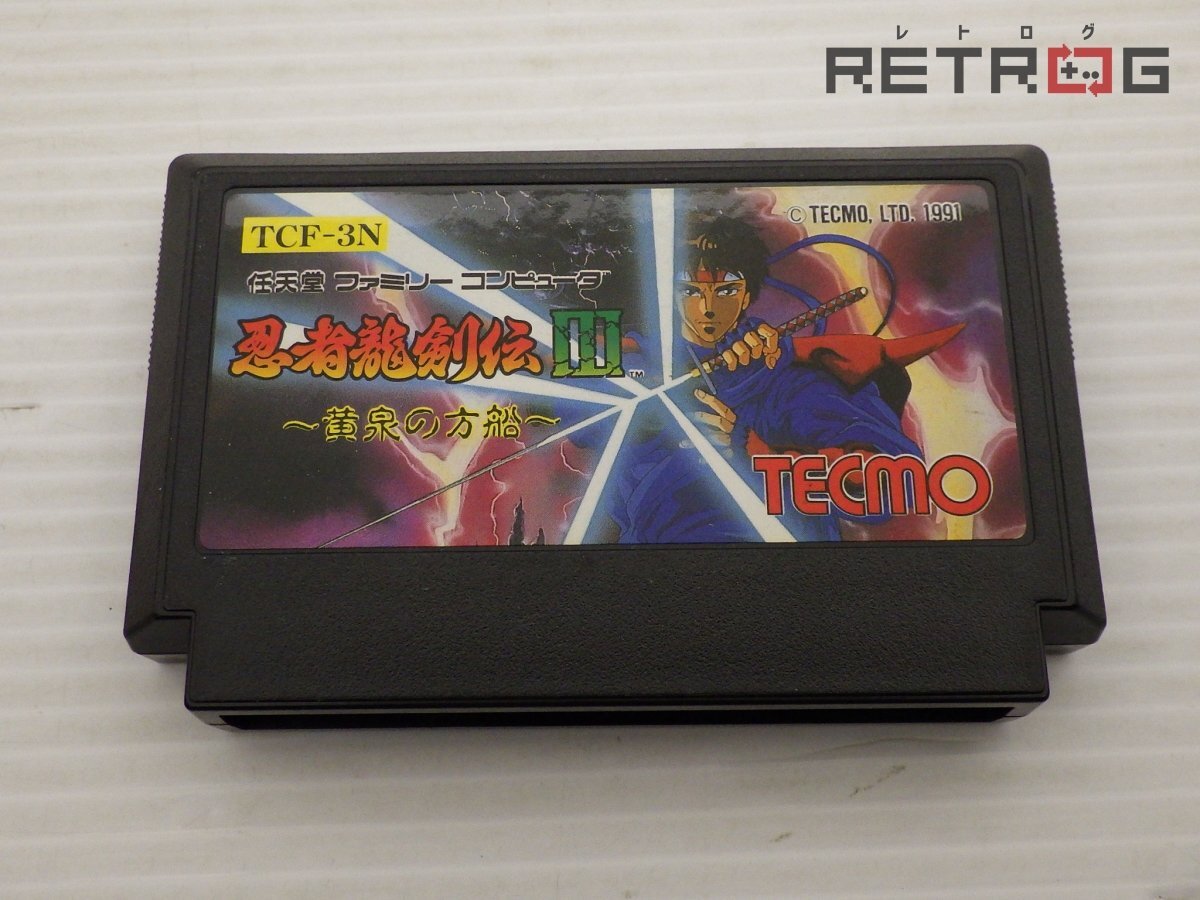 レトログ
RETROG
© TECMO, LTD. 1991
TCF-3N
任天堂 ファミリー コンピュータ
忍者龍剣伝III™
～黄泉の方船～
TECMO